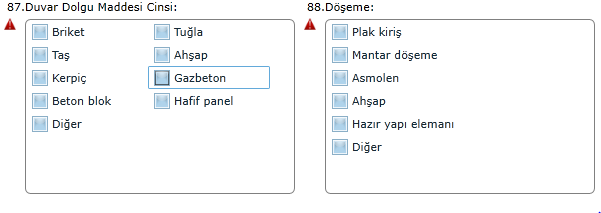 87.Duvar Dolgu Maddesi Cinsi:
Briket
Tuğla
Taş
Ahşap
Kerpiç
Gazbeton
Beton blok
Hafif panel
Diğer
88.Döşeme:
Plak kiriş
Mantar döşeme
Asmolen
Ahşap
Hazır yapı elemanı
Diğer